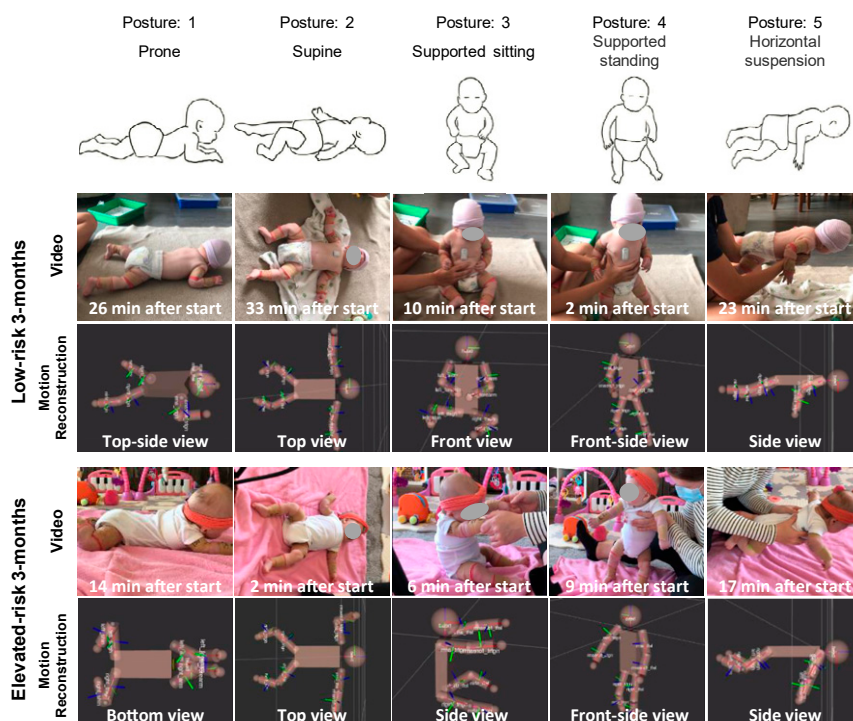 Posture: 1
Posture: 2
Posture: 3
Posture: 4
Posture: 5
Prone
Supine
Supported sitting
Supported
standing
Horizontal
suspension
Low-risk 3-months
Video
26 min after start
33 min after start
10 min after start
2 min after start
23 min after start
Motion
Reconstruction
Top-side view
Top view
Front view
Front-side view
Side view
Elevated-risk 3-months
Video
14 min after start
2 min after start
6 min after start
9 min after start
17 min after start
Motion
Reconstruction
Bottom view
Top view
Side view
Front-side view
Side view